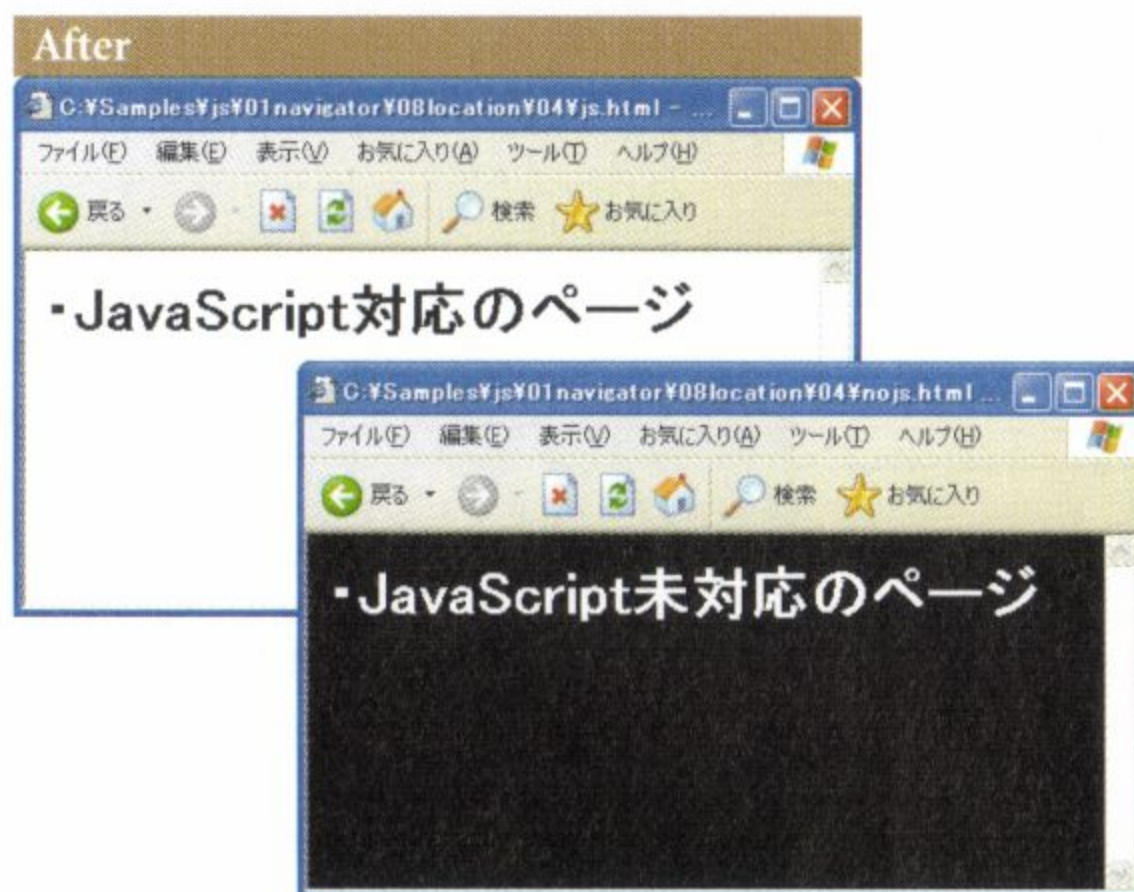 After
C:¥Samples¥js¥01navigator¥08location¥04¥js.html - ...
ファイル(F) 編集(E) 表示(V) お気に入り(A) ツール(T) ヘルプ(H)
戻る 検索 お気に入り
・JavaScript対応のページ
C:¥Samples¥js¥01navigator¥08location¥04¥nojs.html ...
ファイル(F) 編集(E) 表示(V) お気に入り(A) ツール(T) ヘルプ(H)
戻る 検索 お気に入り
・JavaScript未対応のページ